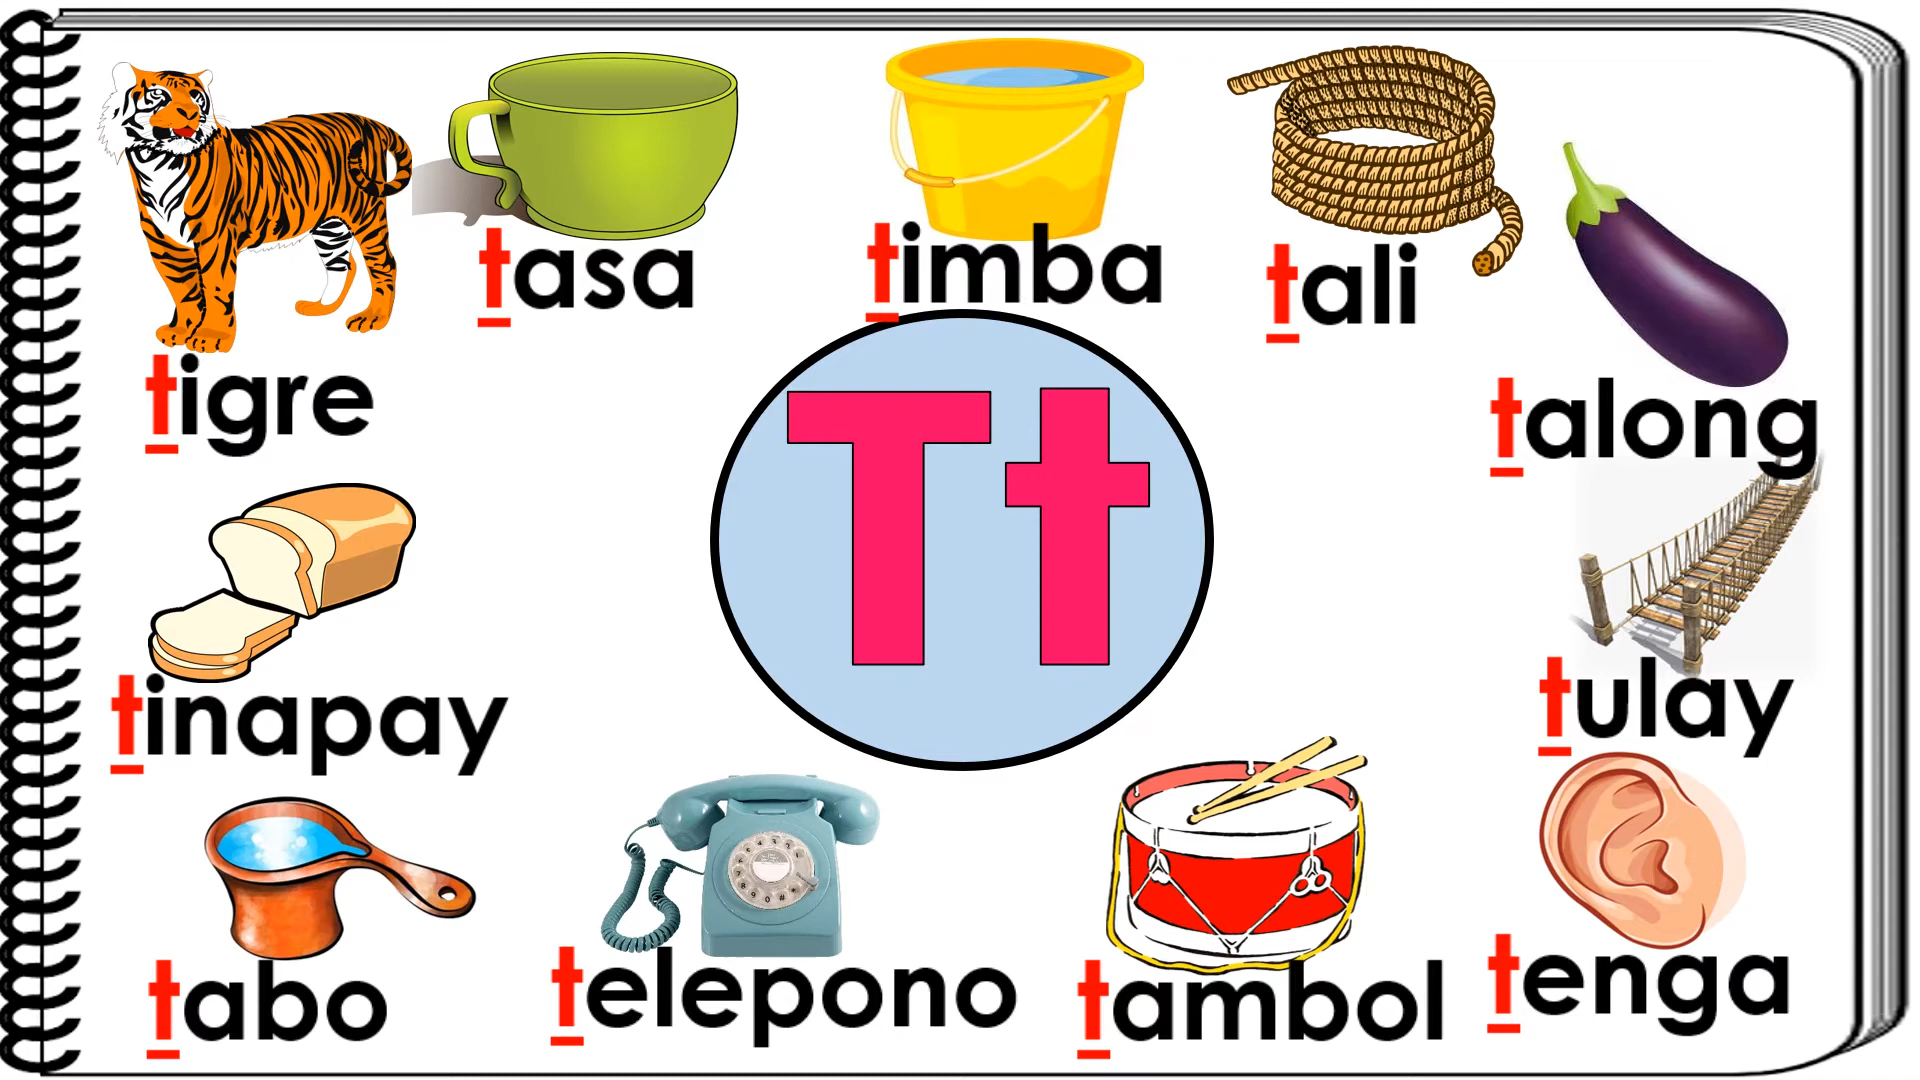 tasa
timba
tali
tigre
talong
Tt
tinapay
tulay
tabo
telepono
tambol
tenga